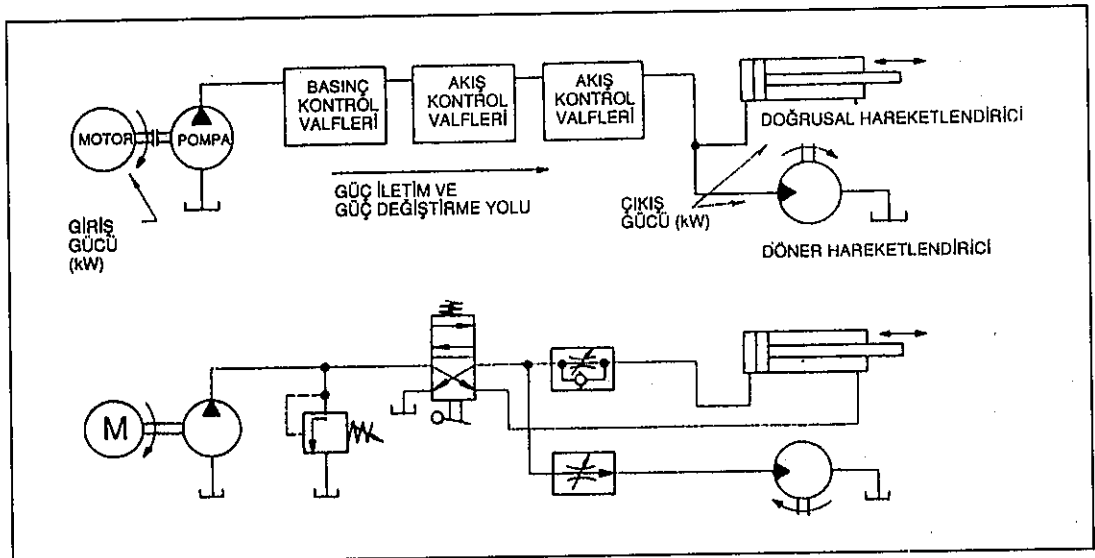 MOTOR
POMPA
BASINÇ
KONTROL
VALFLERİ
AKIŞ
KONTROL
VALFLERİ
AKIŞ
KONTROL
VALFLERİ
DOĞRUSAL HAREKETLENDİRİCİ
GİRİŞ
GÜCÜ
(kW)
GÜÇ İLETİM VE
GÜÇ DEĞİŞTİRME YOLU
ÇIKIŞ
GÜCÜ (kW)
DÖNER HAREKETLENDİRİCİ
M